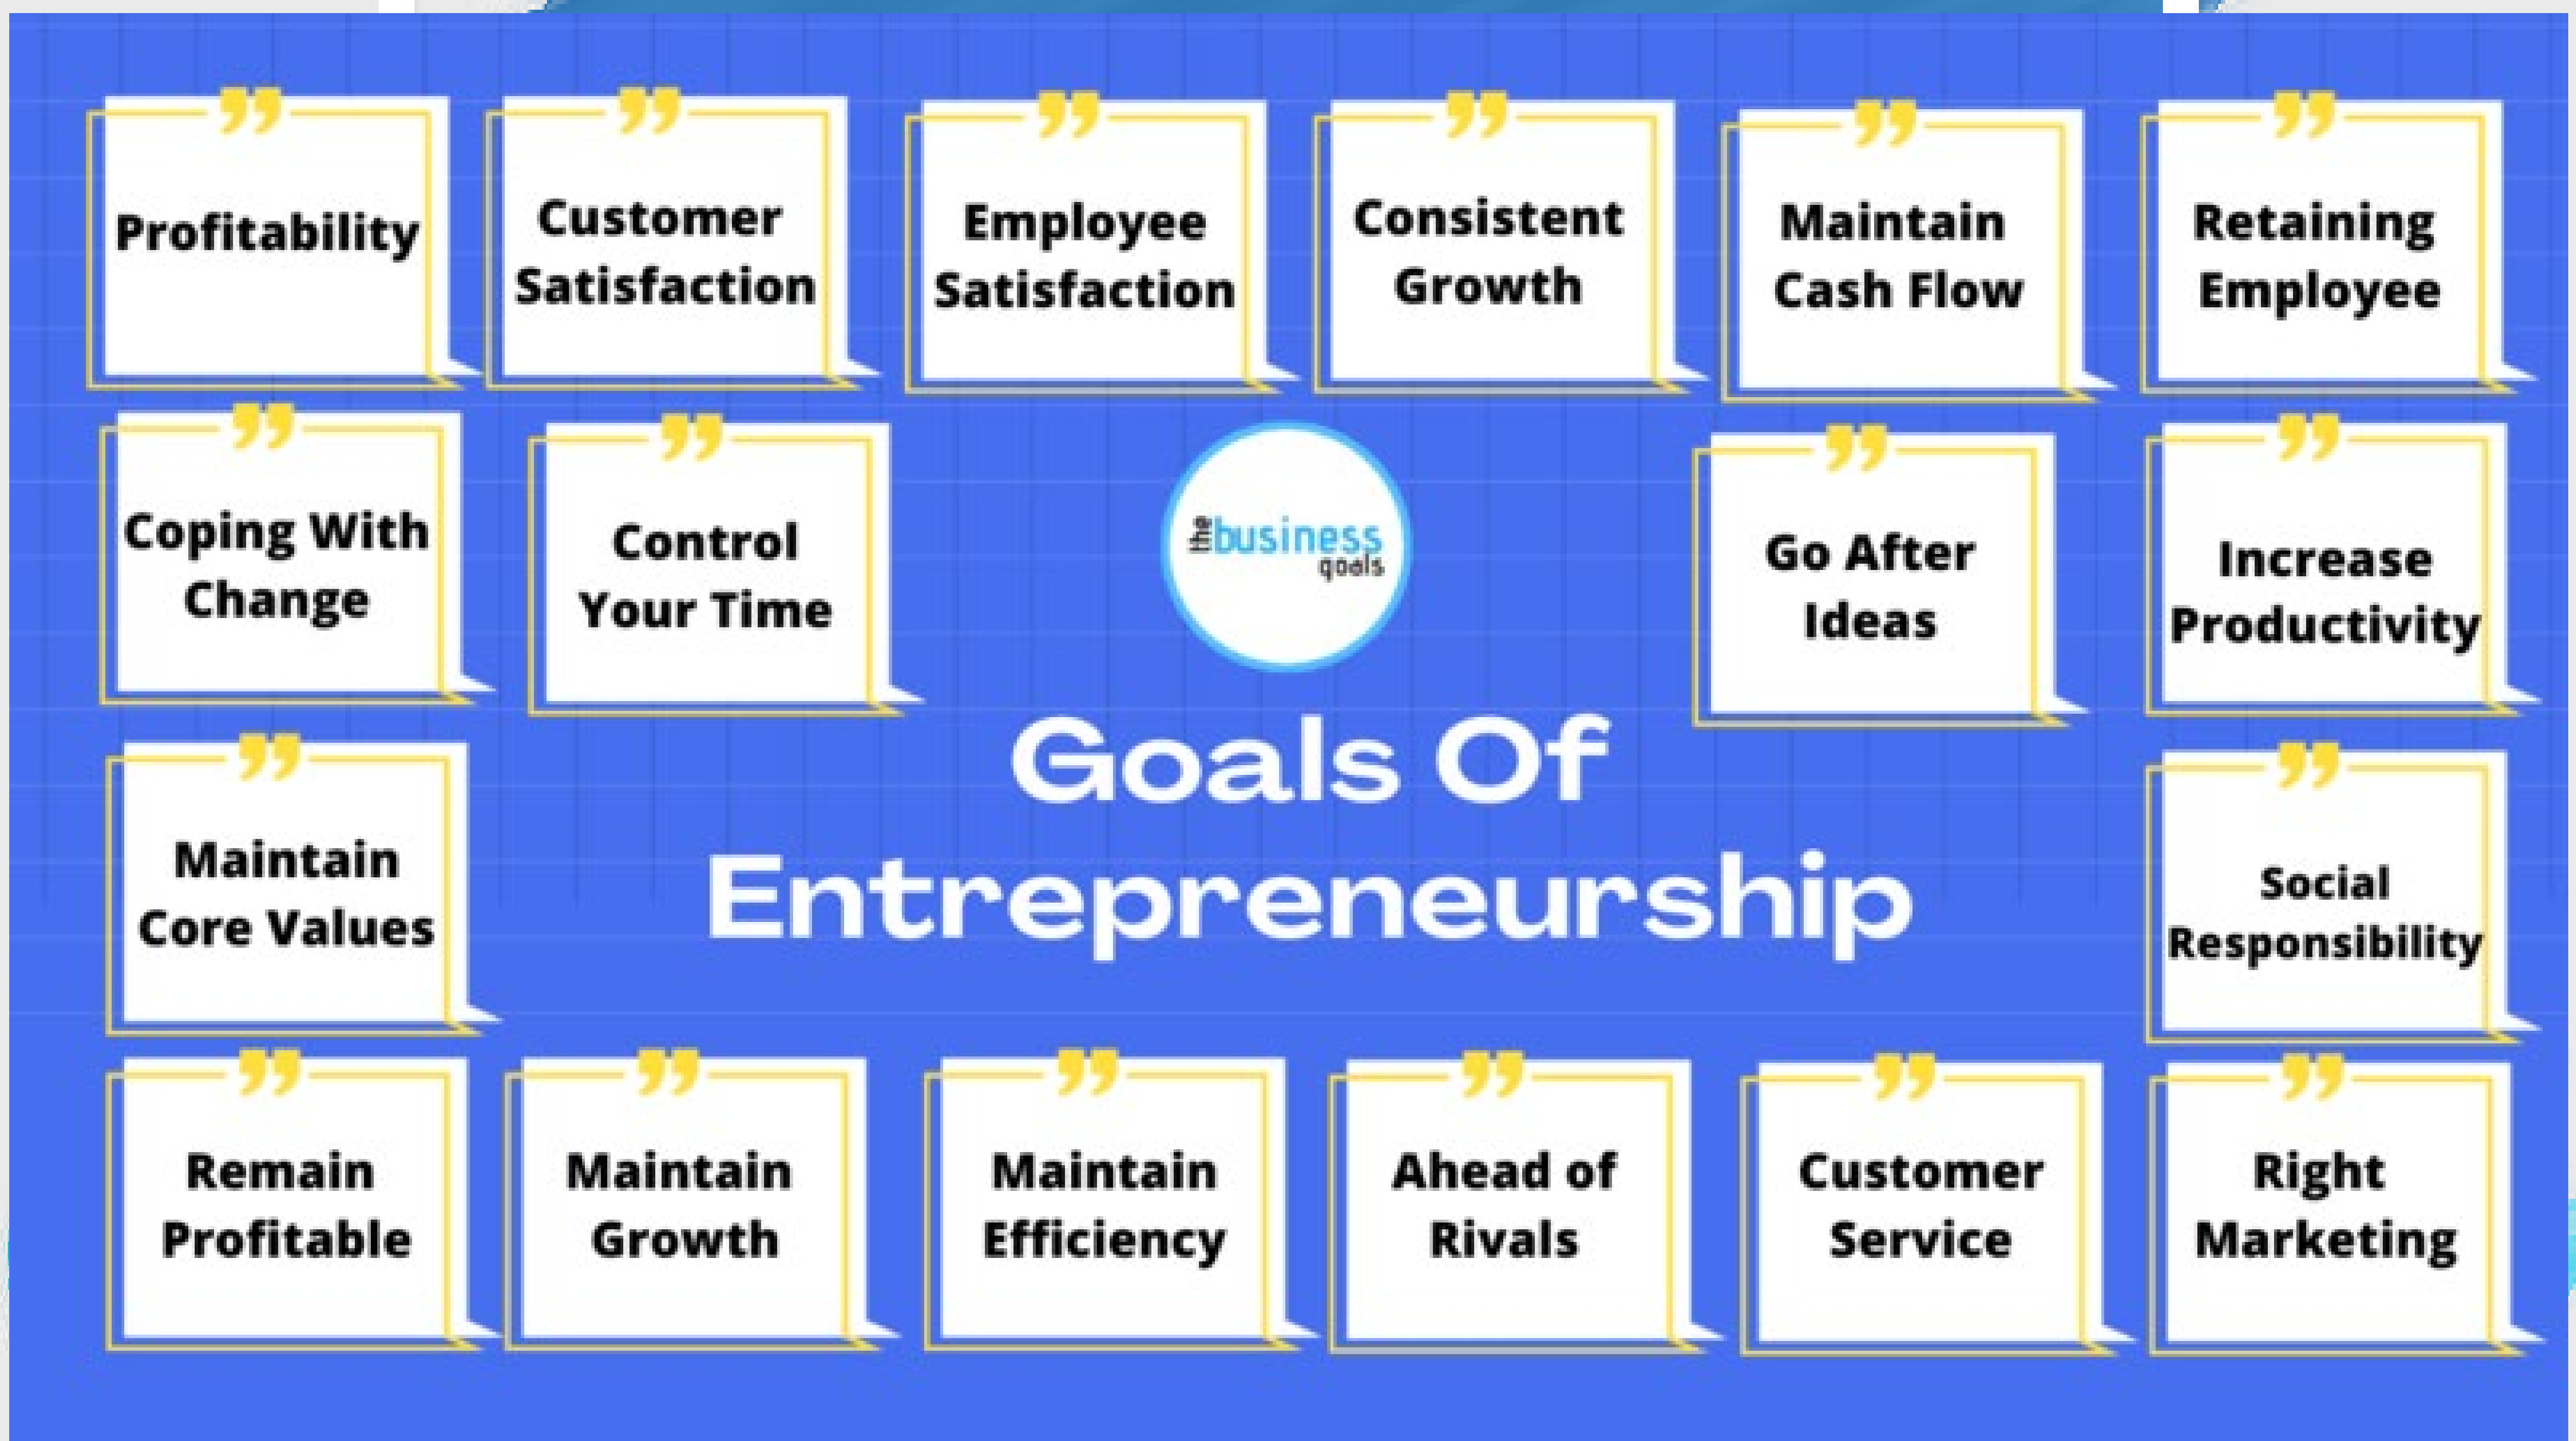 Profitability
Customer
Satisfaction
Employee
Satisfaction
Consistent
Growth
Maintain
Cash Flow
Retaining
Employee
Coping With
Change
Control
Your Time
the business
goals
Go After
Ideas
Increase
Productivity
Goals Of
Entrepreneurship
Maintain
Core Values
Social
Responsibility
Remain
Profitable
Maintain
Growth
Maintain
Efficiency
Ahead of
Rivals
Customer
Service
Right
Marketing